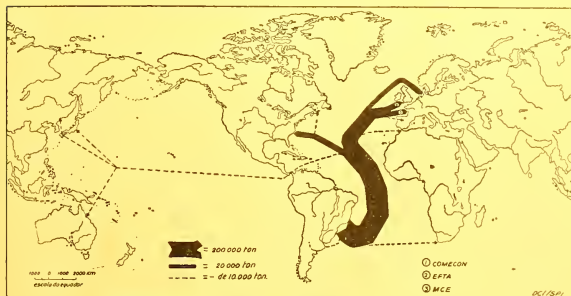 = 200 000 ton
= 20 000 ton
= - de 10.000 ton.
1000 0 1000 2000 Km
escala do equador
① COMECON
② EFTA
③ MCE
DCI/SPI